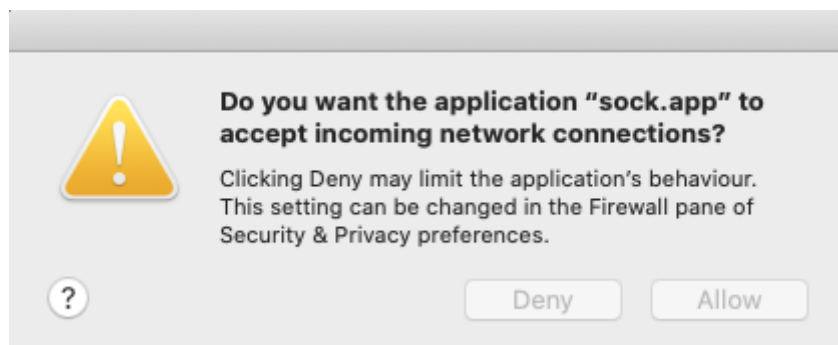 Do you want the application “sock.app” to
accept incoming network connections?
Clicking Deny may limit the application’s behaviour.
This setting can be changed in the Firewall pane of
Security & Privacy preferences.
?
Deny
Allow